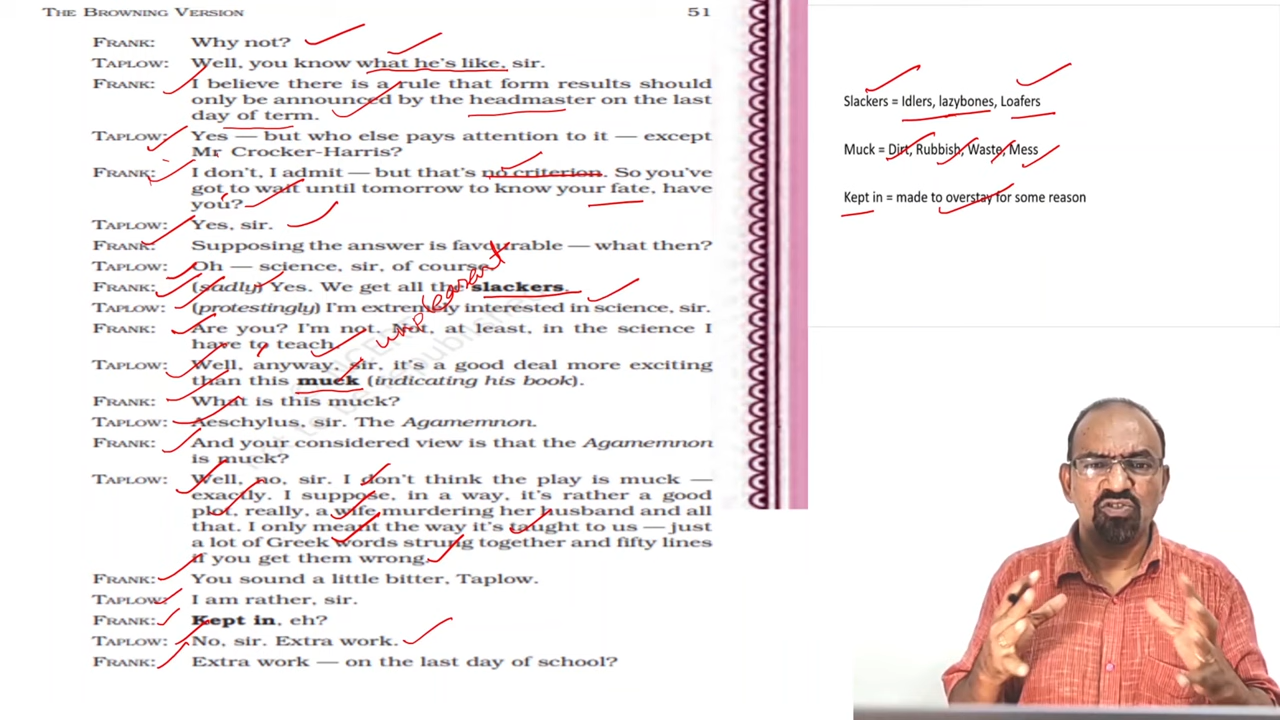 THE BROWNING VERSION 51
FRANK: Why not?
TAPLOW: Well, you know what he's like, sir.
FRANK: I believe there is a rule that form results should
only be announced by the headmaster on the last
day of term.
TAPLOW: Yes — but who else pays attention to it — except
Mr Crocker-Harris?
FRANK: I don't, I admit — but that's no criterion. So you've
got to wait until tomorrow to know your fate, have
you?
TAPLOW: Yes, sir.
FRANK: Supposing the answer is favourable — what then?
TAPLOW: Oh — science, sir, of course.
FRANK: (sadly) Yes. We get all the slackers.
TAPLOW: (protestingly) I'm extremely interested in science, sir.
FRANK: Are you? I'm not. Not, at least, in the science I
have to teach.
unpleasant
TAPLOW: Well, anyway, sir, it's a good deal more exciting
than this muck (indicating his book).
FRANK: What is this muck?
TAPLOW: Aeschylus, sir. The Agamemnon.
FRANK: And your considered view is that the Agamemnon
is muck?
TAPLOW: Well, no, sir. I don't think the play is muck —
exactly. I suppose, in a way, it's rather a good
plot, really, a wife murdering her husband and all
that. I only meant the way it's taught to us — just
a lot of Greek words strung together and fifty lines
if you get them wrong.
FRANK: You sound a little bitter, Taplow.
TAPLOW: I am rather, sir.
FRANK: Kept in, eh?
TAPLOW: No, sir. Extra work.
FRANK: Extra work — on the last day of school?
Slackers = Idlers, lazybones, Loafers
Muck = Dirt, Rubbish, Waste, Mess
Kept in = made to overstay for some reason